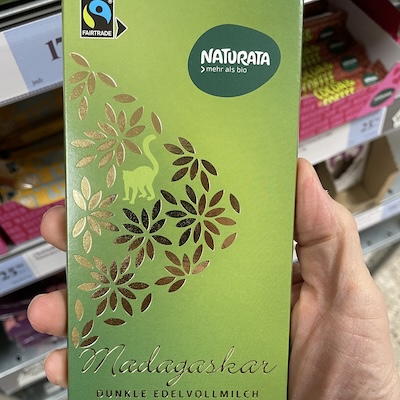 FAIRTRADE
NATURATA
mehr als bio
Madagaskar
DUNKLE EDELVOLLMILCH